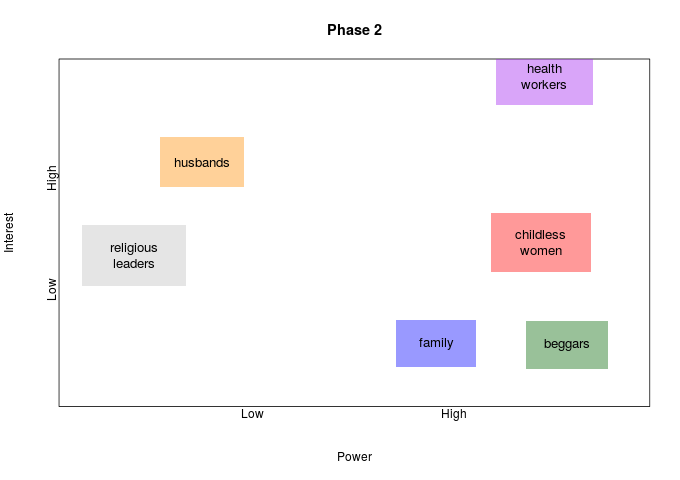 Phase 2
health
workers
husbands
High
childless
women
Interest
religious
leaders
Low
family
beggars
Low
High
Power